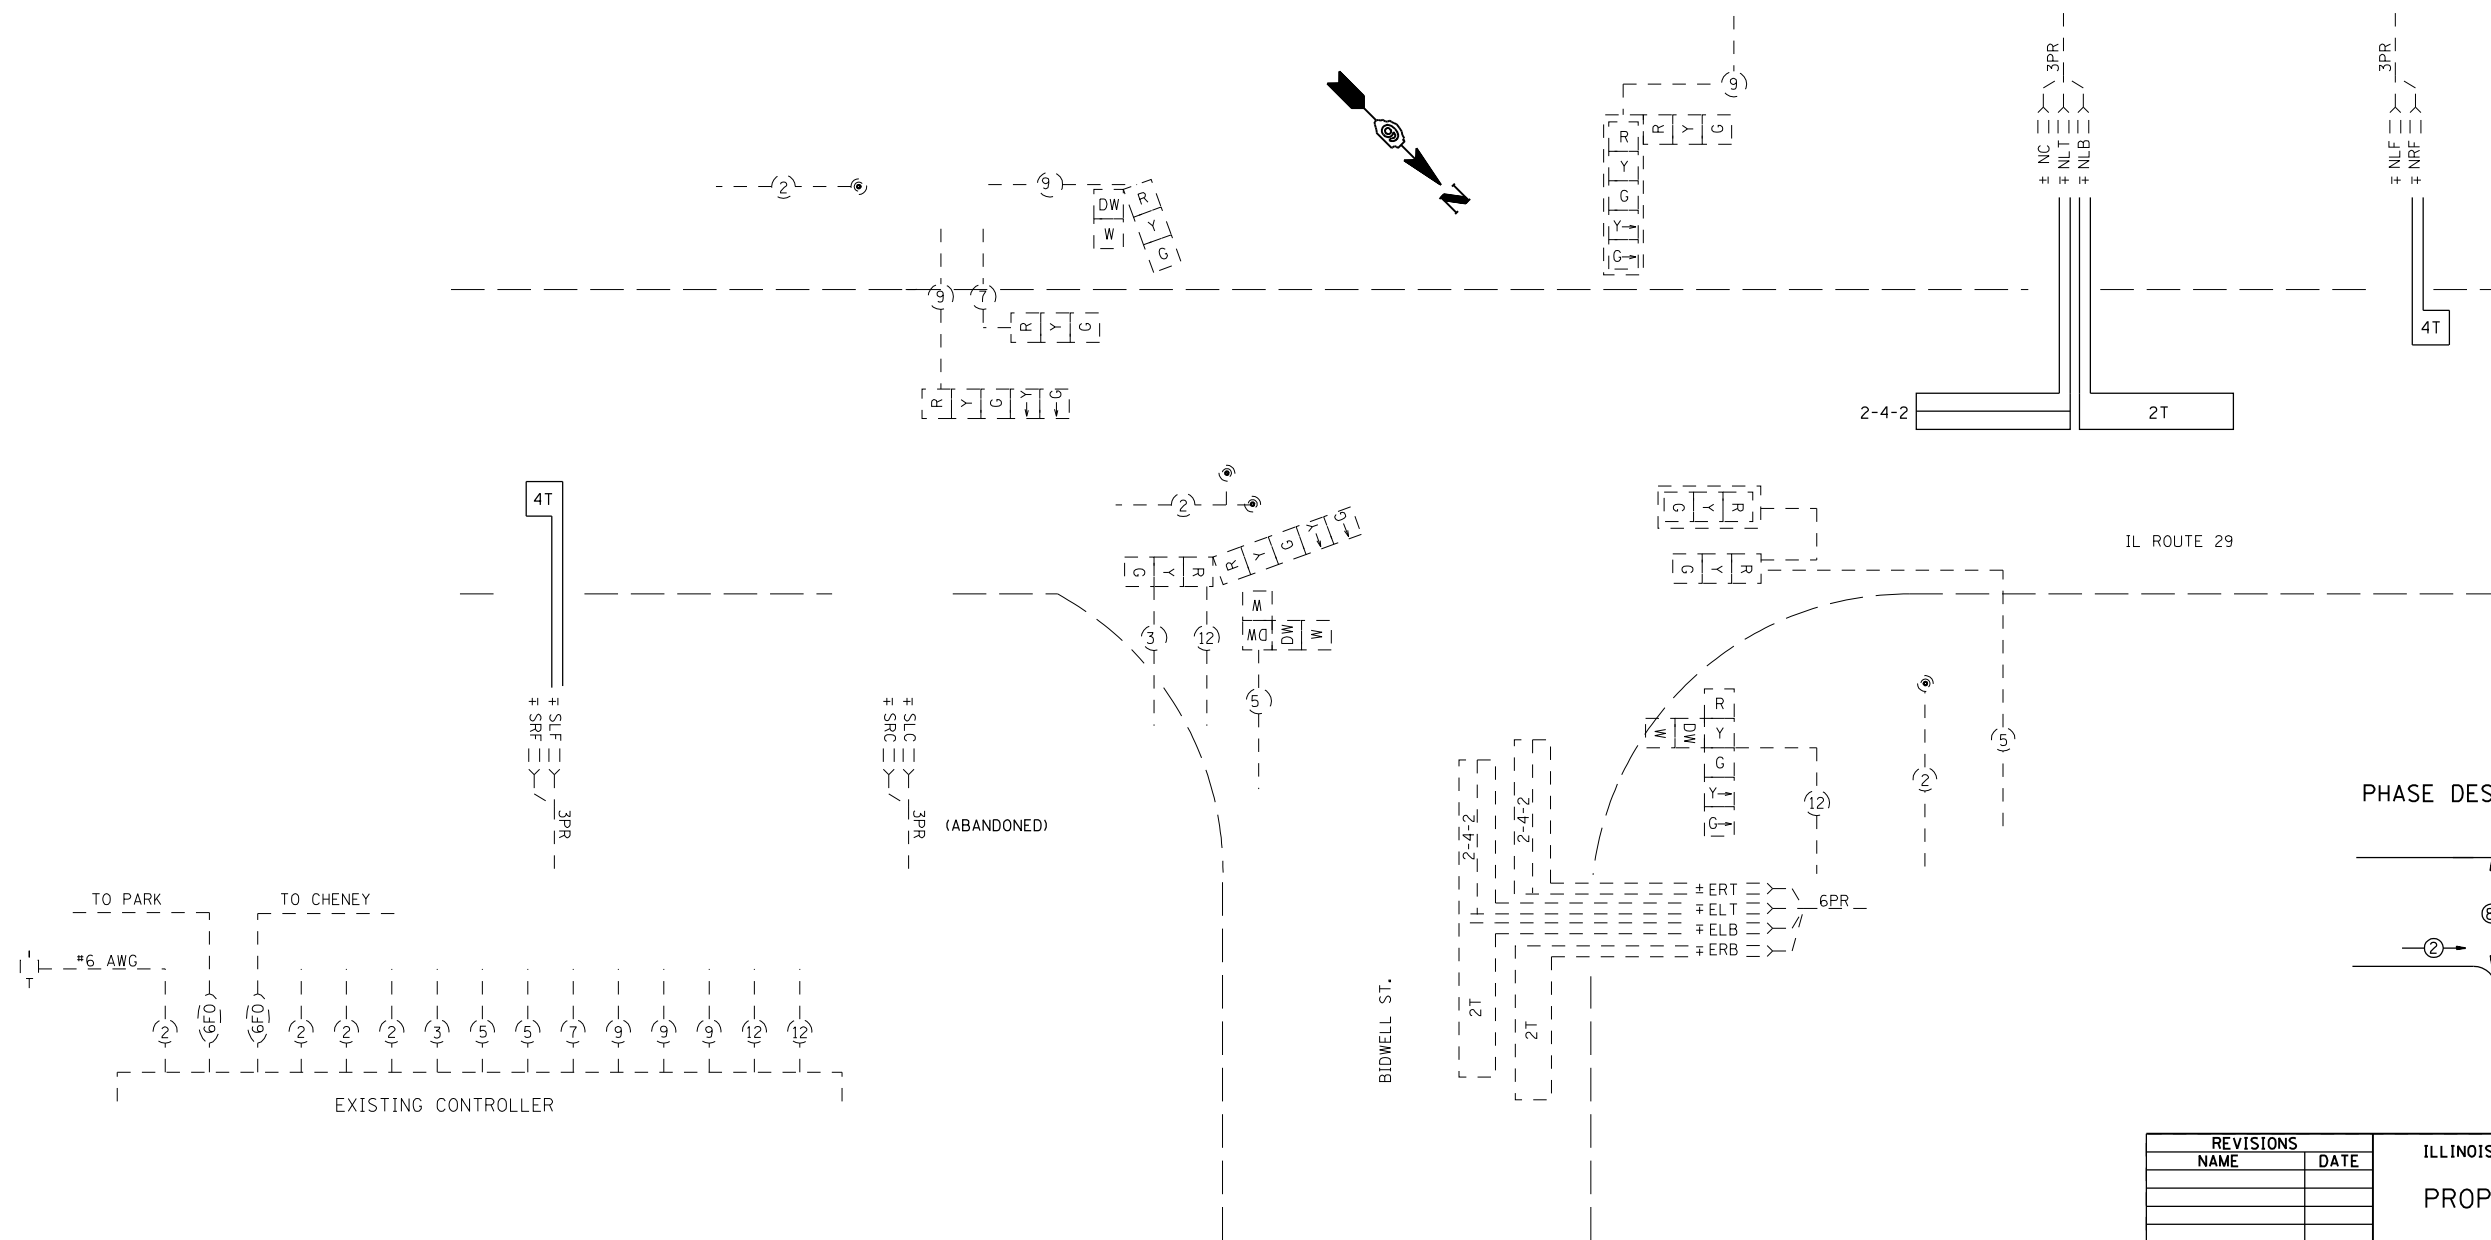 3PR
3PR
9
R Y G
R
Y
G
Y
G
± NC
∓ NLT
∓ NLB
∓ NLF
∓ NRF
N
2
9
DW
W
R
Y
G
9
7
R Y G
R Y G Y G
4T
2-4-2
2T
4T
2
R Y G Y G
G Y R
W
DW
DW W
3
12
5
G Y R
G Y R
IL ROUTE 29
5
R
Y
G
Y
G
W DW
12
2
∓ SRF
∓ SLF
3PR
∓ SRC
∓ SLC
3PR
(ABANDONED)
2-4-2
2-4-2
± ERT
∓ ELT
∓ ELB
∓ ERB
6PR
2T
2T
BIDWELL ST.
PHASE DES
2
TO PARK
TO CHENEY
#6 AWG
T
2 6FO 6FO 2 2 2 3 5 5 7 9 9 9 12 12
EXISTING CONTROLLER
REVISIONS
NAME DATE
ILLINOIS
PROP